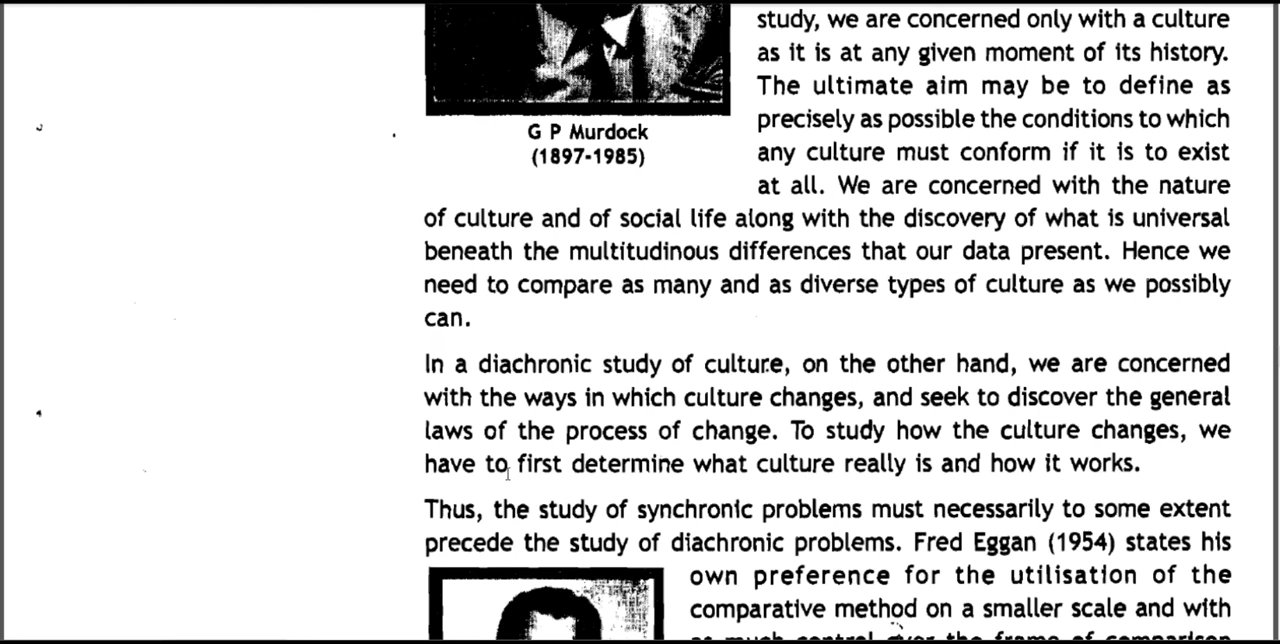 study, we are concerned only with a culture
as it is at any given moment of its history.
The ultimate aim may be to define as
precisely as possible the conditions to which
any culture must conform if it is to exist
at all. We are concerned with the nature
G P Murdock
(1897-1985)
of culture and of social life along with the discovery of what is universal
beneath the multitudinous differences that our data present. Hence we
need to compare as many and as diverse types of culture as we possibly
can.
In a diachronic study of culture, on the other hand, we are concerned
with the ways in which culture changes, and seek to discover the general
laws of the process of change. To study how the culture changes, we
have to first determine what culture really is and how it works.
Thus, the study of synchronic problems must necessarily to some extent
precede the study of diachronic problems. Fred Eggan (1954) states his
own preference for the utilisation of the
comparative method on a smaller scale and with
as much control over the frame of comparison